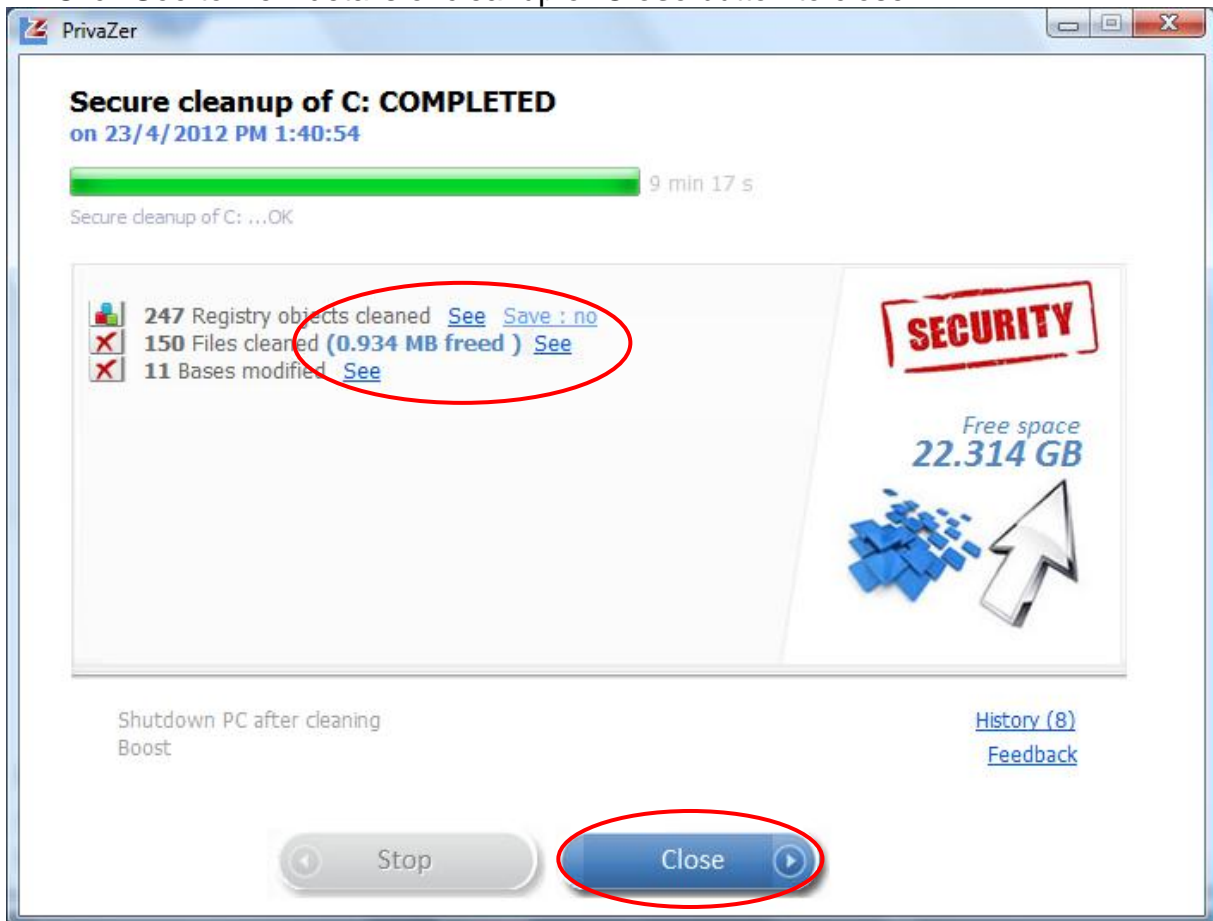 PrivaZer
Secure cleanup of C: COMPLETED
on 23/4/2012 PM 1:40:54
9 min 17 s
Secure cleanup of C: ...OK
247 Registry objects cleaned See Save : no
150 Files cleaned (0.934 MB freed ) See
11 Bases modified See
SECURITY
Free space
22.314 GB
Shutdown PC after cleaning
Boost
History (8)
Feedback
Stop
Close